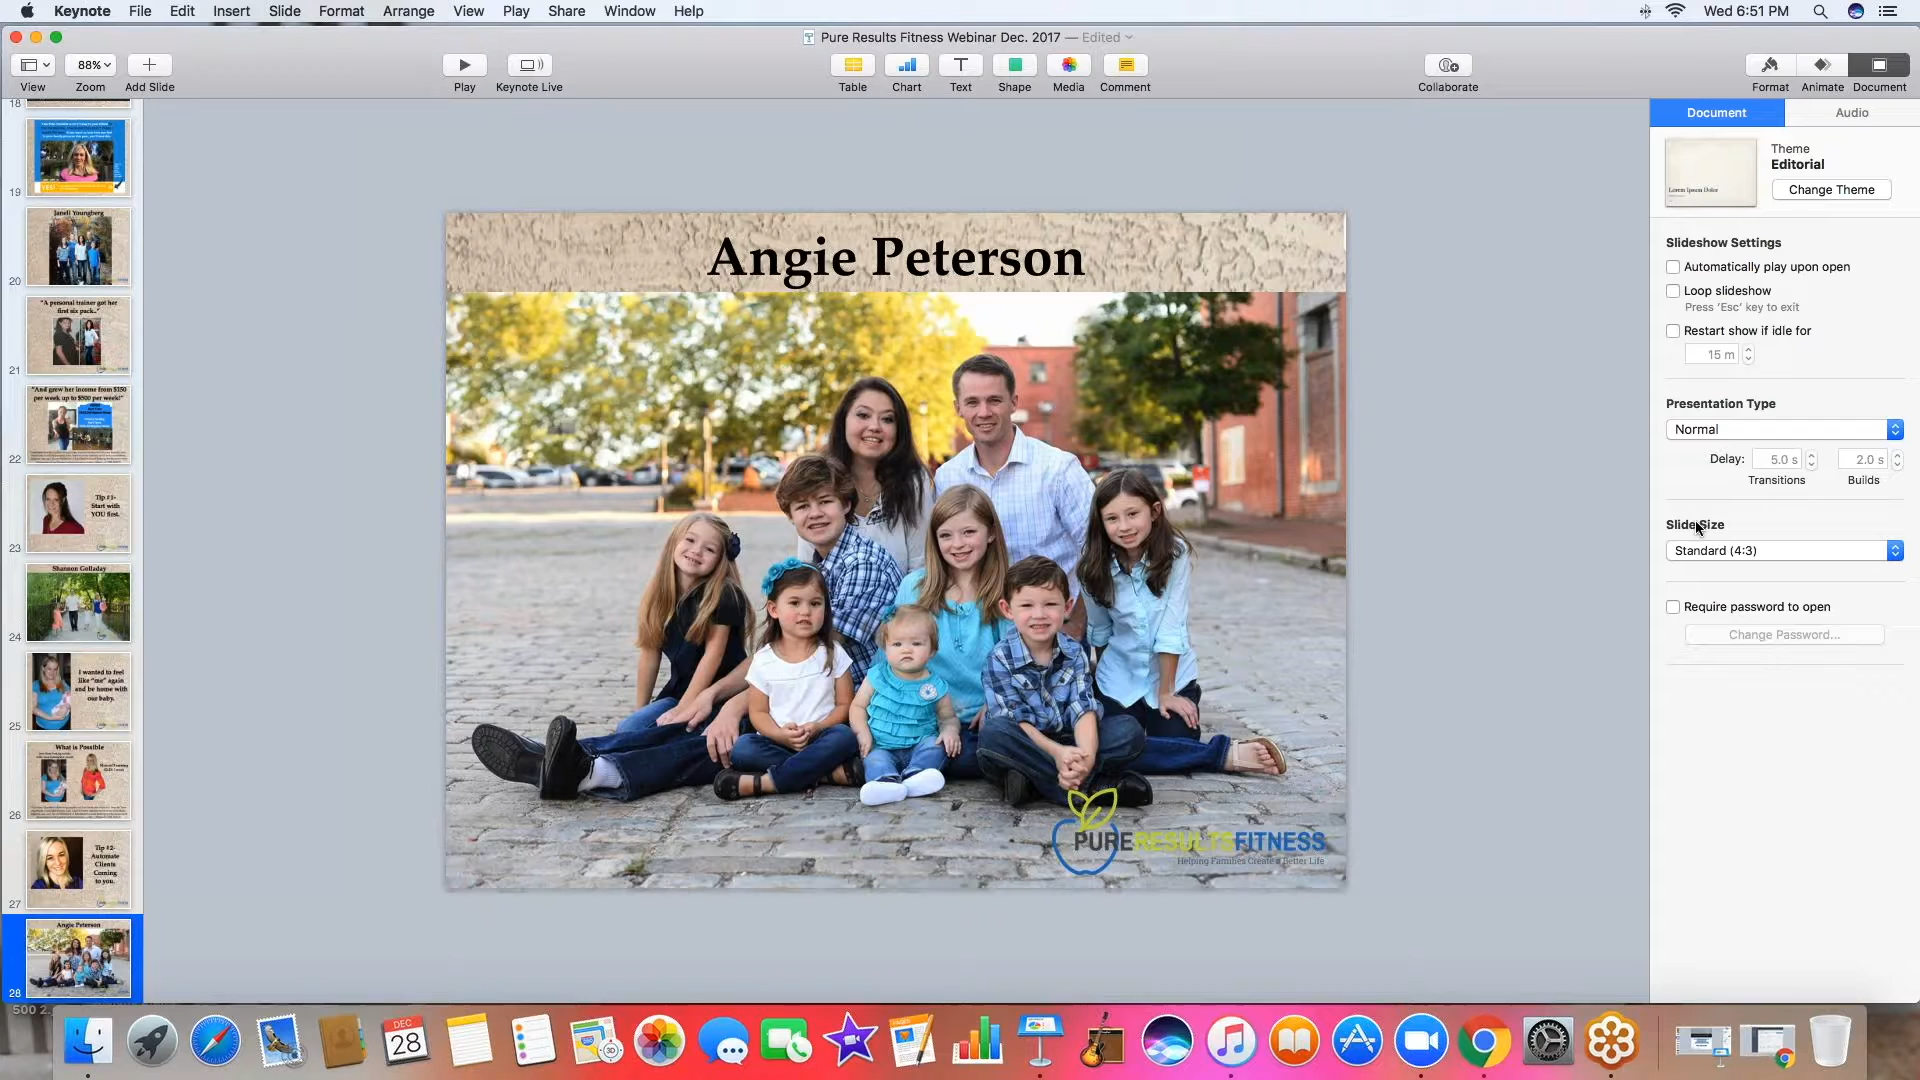 Keynote File Edit Insert Slide Format Arrange View Play Share Window Help
Wed 6:51 PM
Pure Results Fitness Webinar Dec. 2017 — Edited
88%
View Zoom Add Slide
Play Keynote Live
Table Chart Text Shape Media Comment
Collaborate
Format Animate Document
18
YES!
19
Janell Youngberg
20
"A personal trainer got her
first six pack.."
21
"And grew her income from $150
per week up to $500 per week!"
22
Tip #1-
Start with
YOU first.
23
Shannon Golladay
24
I wanted to feel
like "me" again
and be home with
our baby.
25
What is Possible
26
Tip #2-
Automate
Clients
Coming
to you.
27
Angie Peterson
28
Angie Peterson
PURERESULTSFITNESS
Helping Families Create a Better Life
Document Audio
Lorem Ipsum Dolor
Theme
Editorial
Change Theme
Slideshow Settings
Automatically play upon open
Loop slideshow
Press 'Esc' key to exit
Restart show if idle for
15 m
Presentation Type
Normal
Delay: 5.0 s 2.0 s
Transitions Builds
Slide Size
Standard (4:3)
Require password to open
Change Password...
500 2.
DEC
28
3D